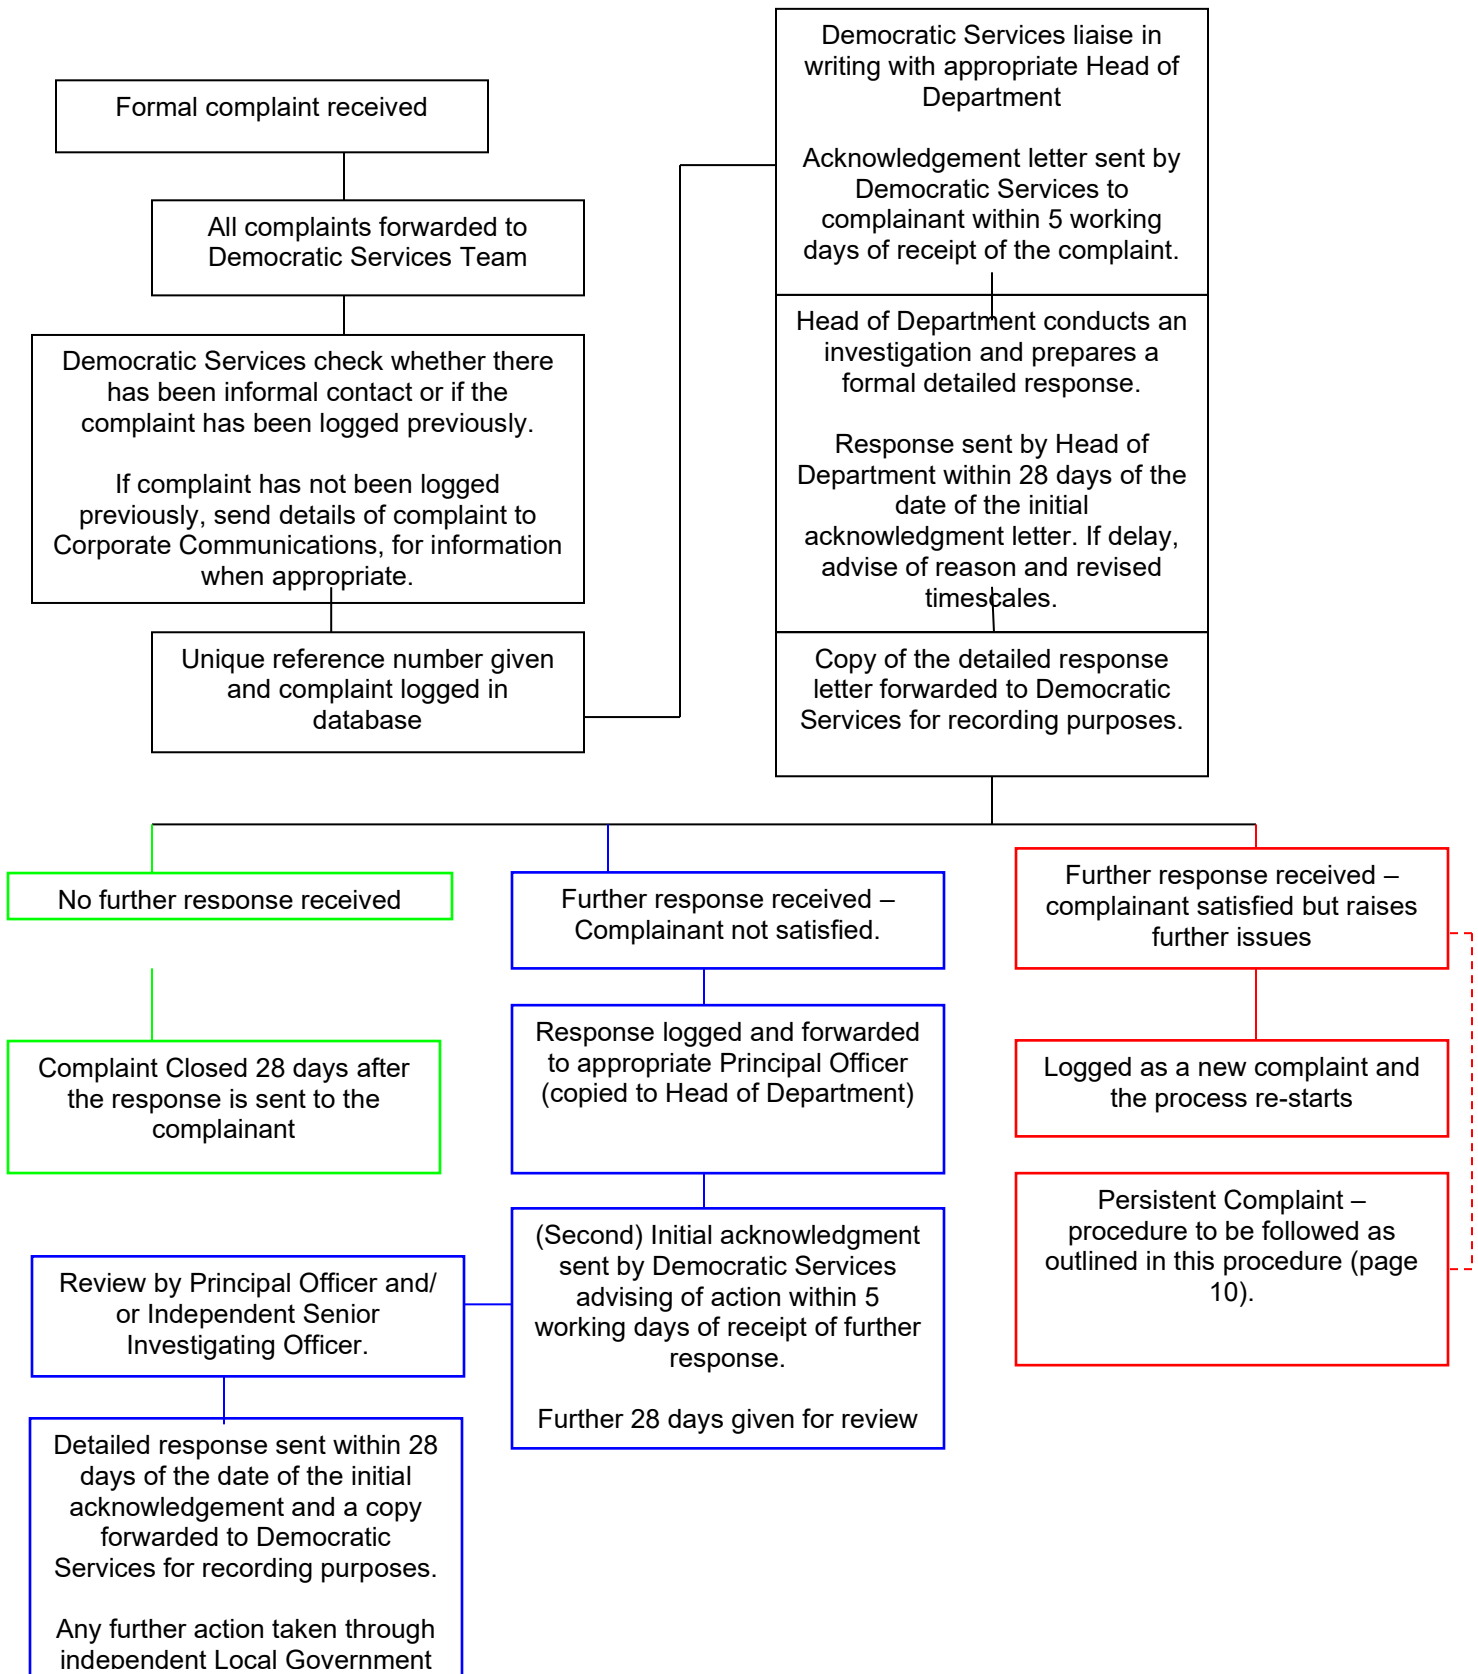 Formal complaint received
All complaints forwarded to
Democratic Services Team
Democratic Services check whether there
has been informal contact or if the
complaint has been logged previously.
If complaint has not been logged
previously, send details of complaint to
Corporate Communications, for information
when appropriate.
Unique reference number given
and complaint logged in
database
Democratic Services liaise in
writing with appropriate Head of
Department
Acknowledgement letter sent by
Democratic Services to
complainant within 5 working
days of receipt of the complaint.
Head of Department conducts an
investigation and prepares a
formal detailed response.
Response sent by Head of
Department within 28 days of the
date of the initial
acknowledgment letter. If delay,
advise of reason and revised
timescales.
Copy of the detailed response
letter forwarded to Democratic
Services for recording purposes.
No further response received
Complaint Closed 28 days after
the response is sent to the
complainant
Further response received –
Complainant not satisfied.
Response logged and forwarded
to appropriate Principal Officer
(copied to Head of Department)
(Second) Initial acknowledgment
sent by Democratic Services
advising of action within 5
working days of receipt of further
response.
Further 28 days given for review
Review by Principal Officer and/
or Independent Senior
Investigating Officer.
Detailed response sent within 28
days of the date of the initial
acknowledgement and a copy
forwarded to Democratic
Services for recording purposes.
Any further action taken through
independent Local Government
Further response received –
complainant satisfied but raises
further issues
Logged as a new complaint and
the process re-starts
Persistent Complaint –
procedure to be followed as
outlined in this procedure (page
10).